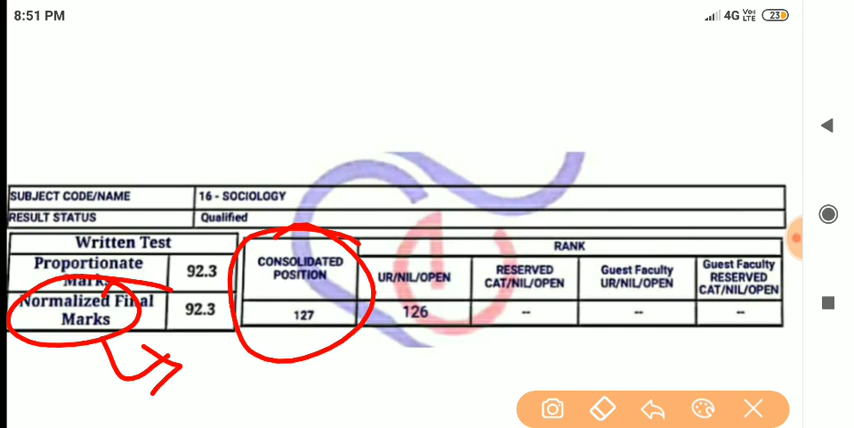 8:51 PM
4G VoI LTE 23
SUBJECT CODE/NAME 16 - SOCIOLOGY
RESULT STATUS Qualified
Written Test
Proportionate Marks 92.3
Normalized Final Marks 92.3
CONSOLIDATED POSITION
127
RANK
UR/NIL/OPEN
RESERVED CAT/NIL/OPEN
Guest Faculty UR/NIL/OPEN
Guest Faculty RESERVED CAT/NIL/OPEN
126 -- -- --